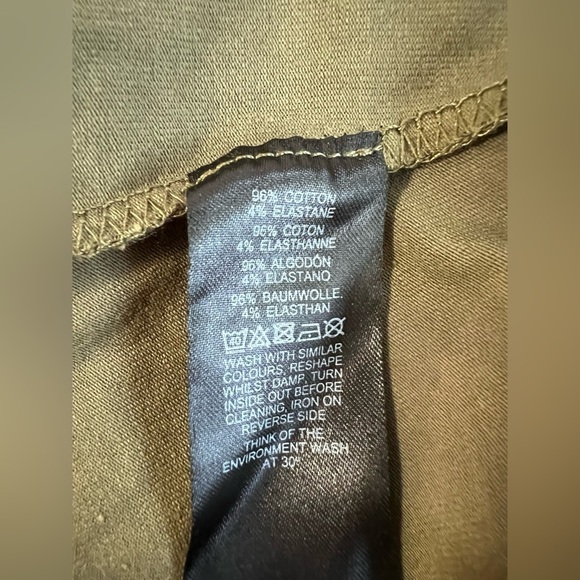 96% COTTON
4% ELASTANE
96% COTON
4% ELASTHANNE
96% ALGODÓN
4% ELASTANO
96% BAUMWOLLE.
4% ELASTHAN
40
WASH WITH SIMILAR
COLOURS, RESHAPE
WHILST DAMP, TURN
INSIDE OUT BEFORE
CLEANING, IRON ON
REVERSE SIDE
THINK OF THE
ENVIRONMENT WASH
AT 30°